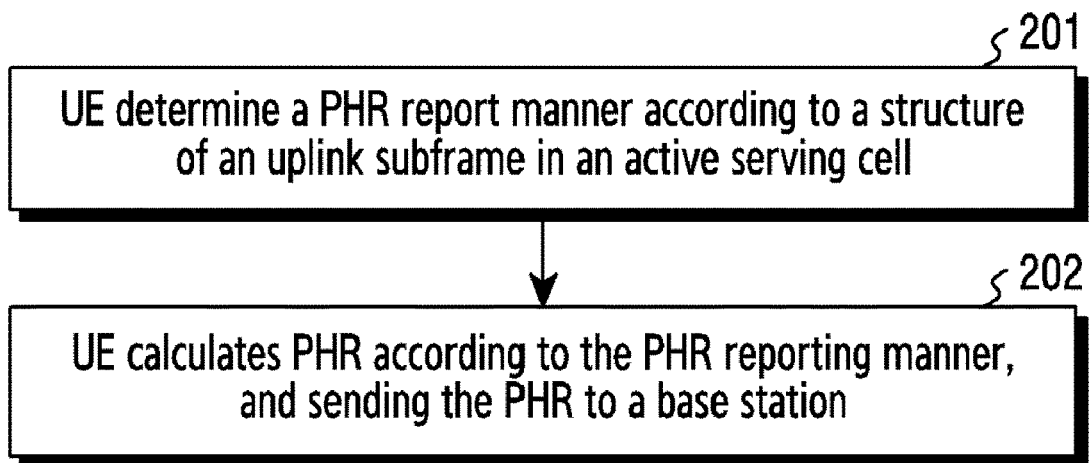 201
UE determine a PHR report manner according to a structure
of an uplink subframe in an active serving cell
202
UE calculates PHR according to the PHR reporting manner,
and sending the PHR to a base station